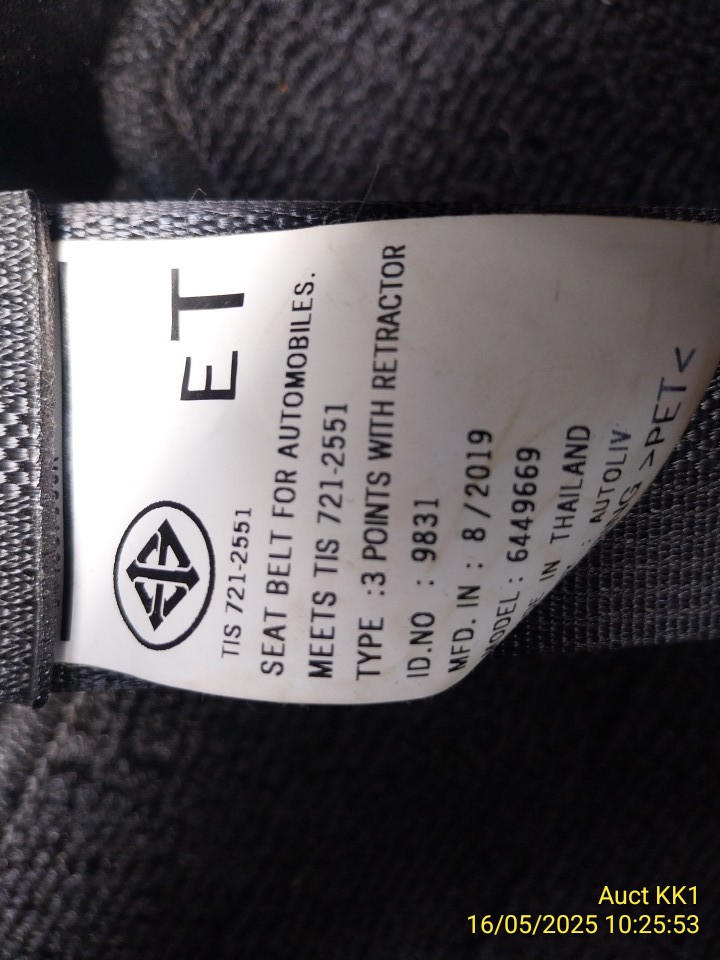 ET
TIS 721-2551
SEAT BELT FOR AUTOMOBILES.
MEETS TIS 721-2551
TYPE :3 POINTS WITH RETRACTOR
ID.NO : 9831
MFD. IN : 8/2019
MODEL : 6449669
IN THAILAND
: AUTOLIV
>PET<
Auct KK1
16/05/2025 10:25:53